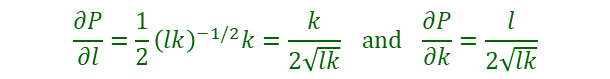 ∂P/∂l = 1/2 (lk)^{−1/2} k = k/(2√(lk)) and ∂P/∂k = l/(2√(lk))